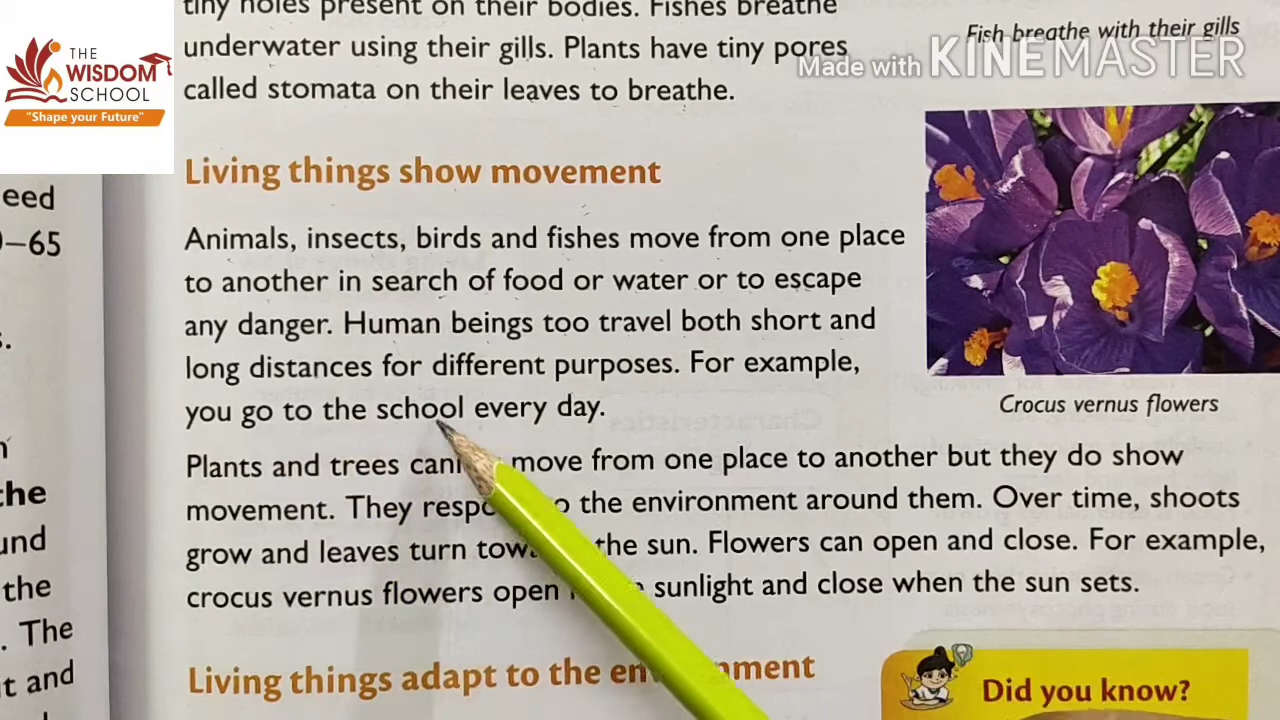 THE
WISDOM
SCHOOL
"Shape your Future"
tiny holes present on their bodies. Fishes breathe
underwater using their gills. Plants have tiny pores
called stomata on their leaves to breathe.
Fish breathe with their gills
Made with KINEMASTER
Living things show movement
Animals, insects, birds and fishes move from one place
to another in search of food or water or to escape
any danger. Human beings too travel both short and
long distances for different purposes. For example,
you go to the school every day.
Crocus vernus flowers
Plants and trees move from one place to another but they do show
movement. They the environment around them. Over time, shoots
grow and leaves turn the sun. Flowers can open and close. For example,
crocus vernus flowers open sunlight and close when the sun sets.
Living things adapt to the
Did you know?
eed
–65
the
und
the
. The
t and